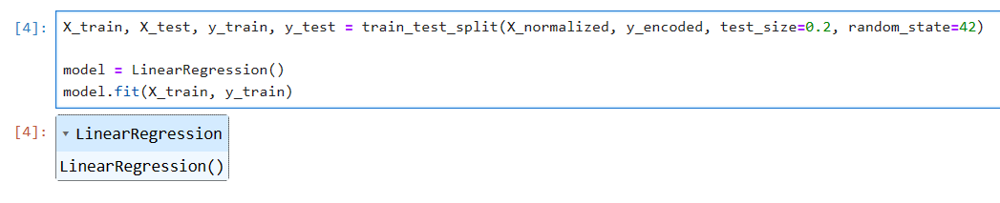 [4]: X_train, X_test, y_train, y_test = train_test_split(X_normalized, y_encoded, test_size=0.2, random_state=42)
model = LinearRegression()
model.fit(X_train, y_train)
[4]: ▾ LinearRegression
LinearRegression()